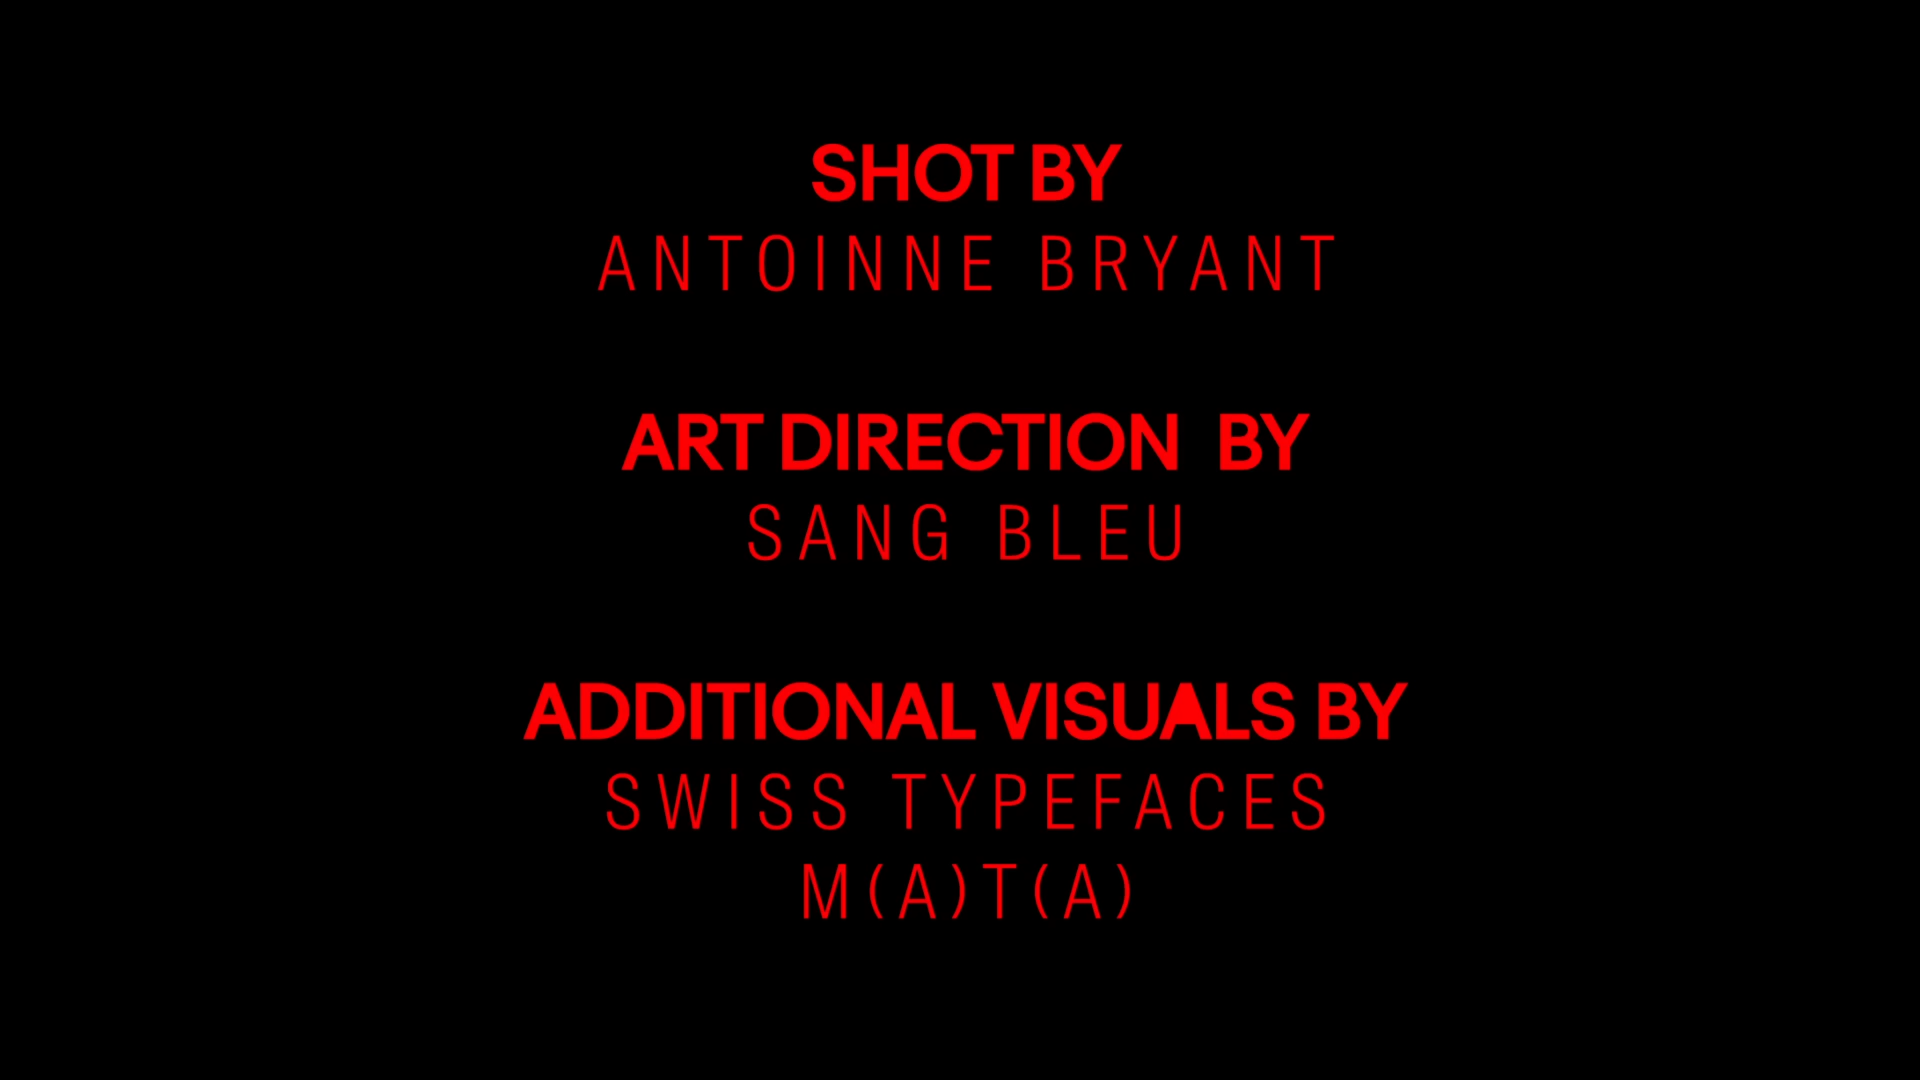 SHOT BY
ANTOINNE BRYANT
ART DIRECTION BY
SANG BLEU
ADDITIONAL VISUALS BY
SWISS TYPEFACES
M(A)T(A)